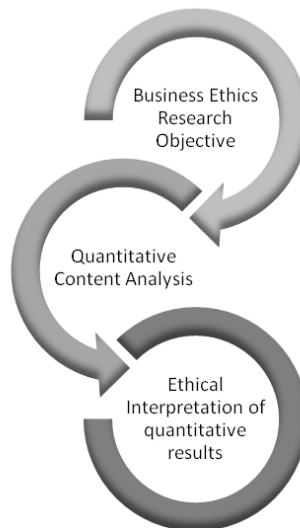 Business Ethics
Research
Objective
Quantitative
Content Analysis
Ethical
Interpretation of
quantitative
results